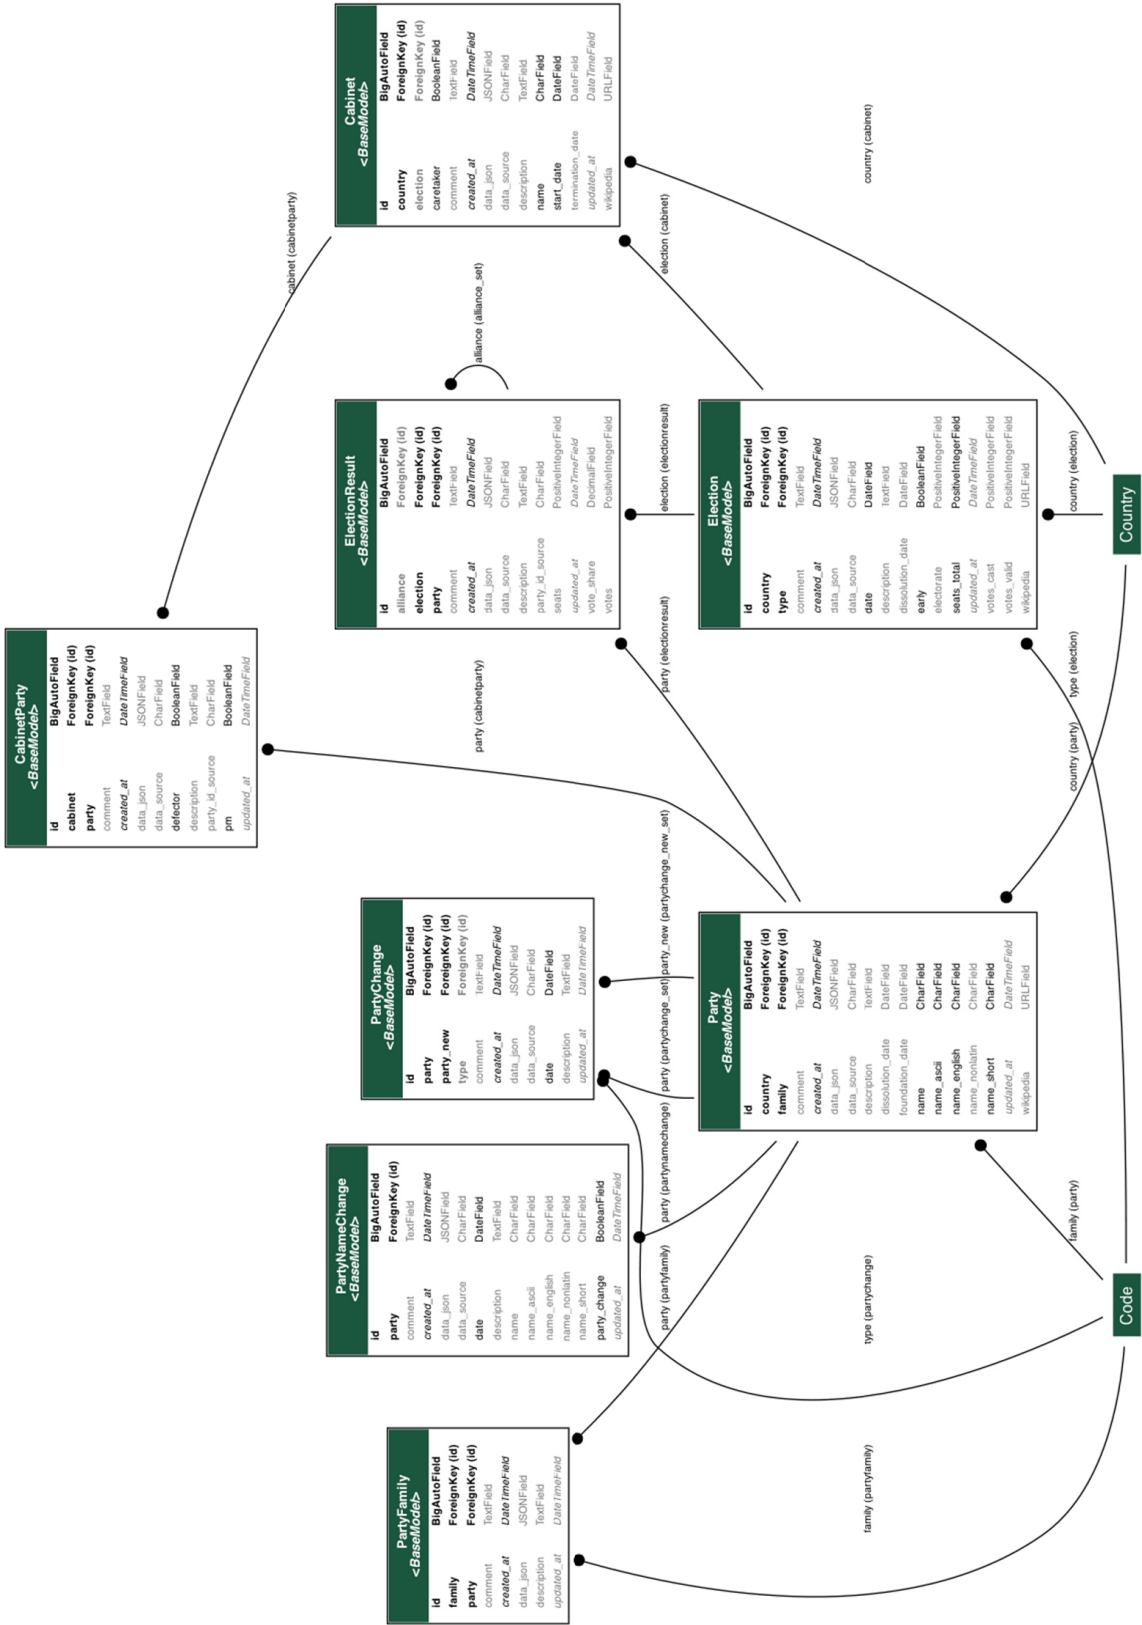 PartyFamily
<BaseModel>
id BigAutoField
family ForeignKey (id)
party ForeignKey (id)
comment TextField
created_at DateTimeField
data_json JSONField
description TextField
updated_at DateTimeField
PartyNameChange
<BaseModel>
id BigAutoField
party ForeignKey (id)
comment TextField
created_at DateTimeField
data_json JSONField
data_source CharField
date DateField
description TextField
name CharField
name_ascii CharField
name_english CharField
name_nonlatin CharField
name_short CharField
party_change BooleanField
updated_at DateTimeField
PartyChange
<BaseModel>
id BigAutoField
party ForeignKey (id)
party_new ForeignKey (id)
type ForeignKey (id)
comment TextField
created_at DateTimeField
data_json JSONField
data_source CharField
date DateField
description TextField
updated_at DateTimeField
CabinetParty
<BaseModel>
id BigAutoField
cabinet ForeignKey (id)
party ForeignKey (id)
comment TextField
created_at DateTimeField
data_json JSONField
data_source CharField
defector BooleanField
description TextField
party_id_source CharField
pm BooleanField
updated_at DateTimeField
ElectionResult
<BaseModel>
id BigAutoField
alliance ForeignKey (id)
election ForeignKey (id)
party ForeignKey (id)
comment TextField
created_at DateTimeField
data_json JSONField
data_source CharField
description TextField
party_id_source CharField
seats PositiveIntegerField
updated_at DateTimeField
vote_share DecimalField
votes PositiveIntegerField
Cabinet
<BaseModel>
id BigAutoField
country ForeignKey (id)
election ForeignKey (id)
caretaker BooleanField
comment TextField
created_at DateTimeField
data_json JSONField
data_source CharField
description TextField
name CharField
start_date DateField
termination_date DateField
updated_at DateTimeField
wikipedia URLField
cabinet (cabinetparty)
alliance (alliance_set)
party (cabinetparty)
party (partyfamily)
party (partynamechange)
party (partychange_set)
party_new (partychange_new_set)
party (electionresult)
election (electionresult)
election (cabinet)
Party
<BaseModel>
id BigAutoField
country ForeignKey (id)
family ForeignKey (id)
comment TextField
created_at DateTimeField
data_json JSONField
data_source CharField
description TextField
dissolution_date DateField
foundation_date DateField
name CharField
name_ascii CharField
name_english CharField
name_nonlatin CharField
name_short CharField
updated_at DateTimeField
wikipedia URLField
Election
<BaseModel>
id BigAutoField
country ForeignKey (id)
type ForeignKey (id)
comment TextField
created_at DateTimeField
data_json JSONField
data_source CharField
date DateField
description TextField
dissolution_date DateField
early BooleanField
electorate PositiveIntegerField
seats_total PositiveIntegerField
updated_at DateTimeField
votes_cast PositiveIntegerField
votes_valid PositiveIntegerField
wikipedia URLField
family (partyfamily)
type (partychange)
country (cabinet)
family (party)
country (party)
type (election)
country (election)
Code
Country